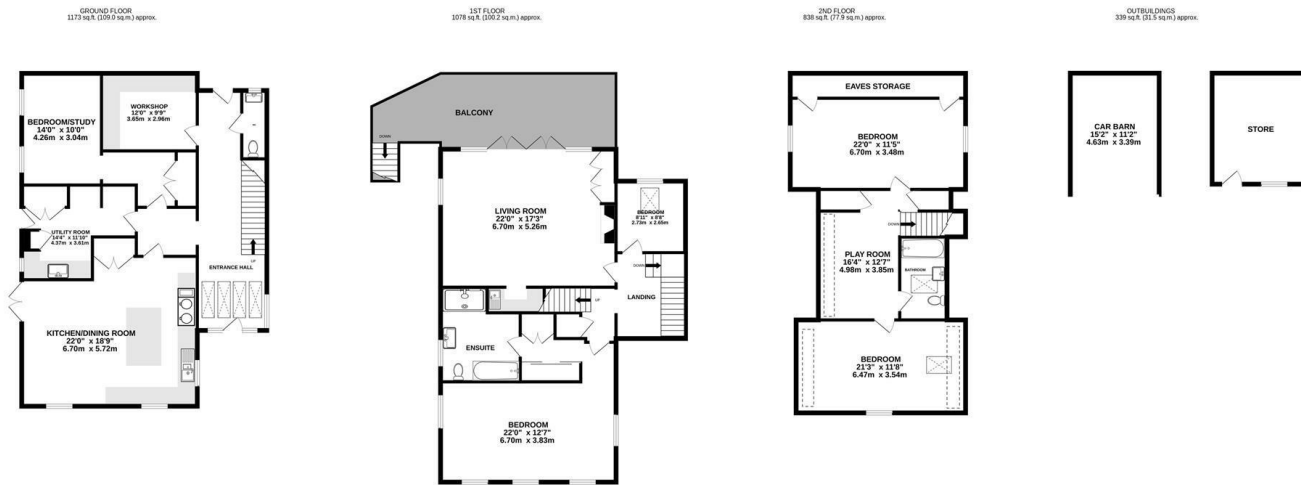 GROUND FLOOR
1173 sq.ft. (109.0 sq.m.) approx.
BEDROOM/STUDY
14'0" x 10'0"
4.26m x 3.04m
WORKSHOP
12'0" x 9'9"
3.65m x 2.96m
UTILITY ROOM
14'4" x 11'10"
4.37m x 3.61m
UP
ENTRANCE HALL
KITCHEN/DINING ROOM
22'0" x 18'9"
6.70m x 5.72m
1ST FLOOR
1078 sq.ft. (100.2 sq.m.) approx.
BALCONY
DOWN
LIVING ROOM
22'0" x 17'3"
6.70m x 5.26m
BEDROOM
8'11" x 8'8"
2.73m x 2.65m
DOWN
LANDING
UP
ENSUITE
BEDROOM
22'0" x 12'7"
6.70m x 3.83m
2ND FLOOR
838 sq.ft. (77.9 sq.m.) approx.
EAVES STORAGE
BEDROOM
22'0" x 11'5"
6.70m x 3.48m
DOWN
PLAY ROOM
16'4" x 12'7"
4.98m x 3.85m
BATHROOM
BEDROOM
21'3" x 11'8"
6.47m x 3.54m
OUTBUILDINGS
339 sq.ft. (31.5 sq.m.) approx.
CAR BARN
15'2" x 11'2"
4.63m x 3.39m
STORE